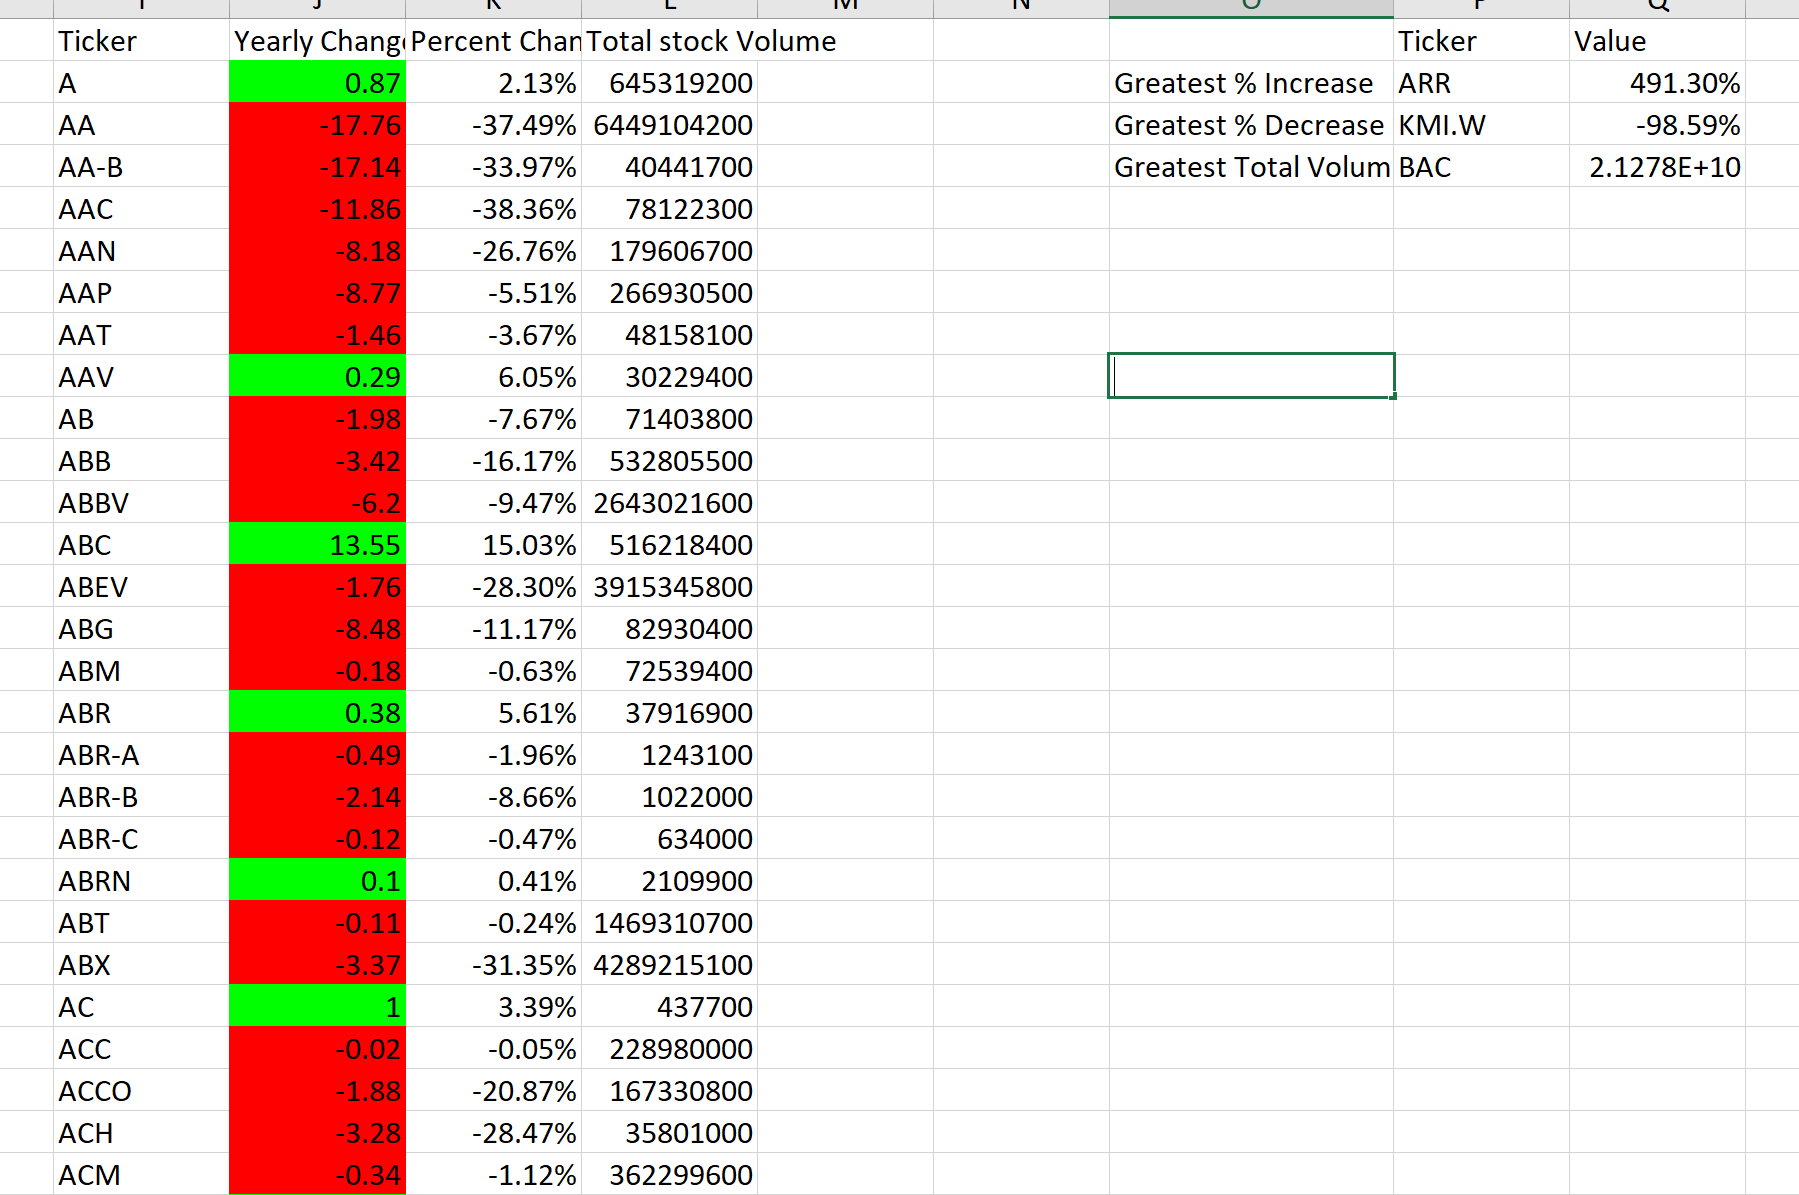 I J K L M N O P Q
Ticker Yearly Change Percent Chan Total stock Volume Ticker Value
A 0.87 2.13% 645319200 Greatest % Increase ARR 491.30%
AA -17.76 -37.49% 6449104200 Greatest % Decrease KMI.W -98.59%
AA-B -17.14 -33.97% 40441700 Greatest Total Volum BAC 2.1278E+10
AAC -11.86 -38.36% 78122300
AAN -8.18 -26.76% 179606700
AAP -8.77 -5.51% 266930500
AAT -1.46 -3.67% 48158100
AAV 0.29 6.05% 30229400
AB -1.98 -7.67% 71403800
ABB -3.42 -16.17% 532805500
ABBV -6.2 -9.47% 2643021600
ABC 13.55 15.03% 516218400
ABEV -1.76 -28.30% 3915345800
ABG -8.48 -11.17% 82930400
ABM -0.18 -0.63% 72539400
ABR 0.38 5.61% 37916900
ABR-A -0.49 -1.96% 1243100
ABR-B -2.14 -8.66% 1022000
ABR-C -0.12 -0.47% 634000
ABRN 0.1 0.41% 2109900
ABT -0.11 -0.24% 1469310700
ABX -3.37 -31.35% 4289215100
AC 1 3.39% 437700
ACC -0.02 -0.05% 228980000
ACCO -1.88 -20.87% 167330800
ACH -3.28 -28.47% 35801000
ACM -0.34 -1.12% 362299600